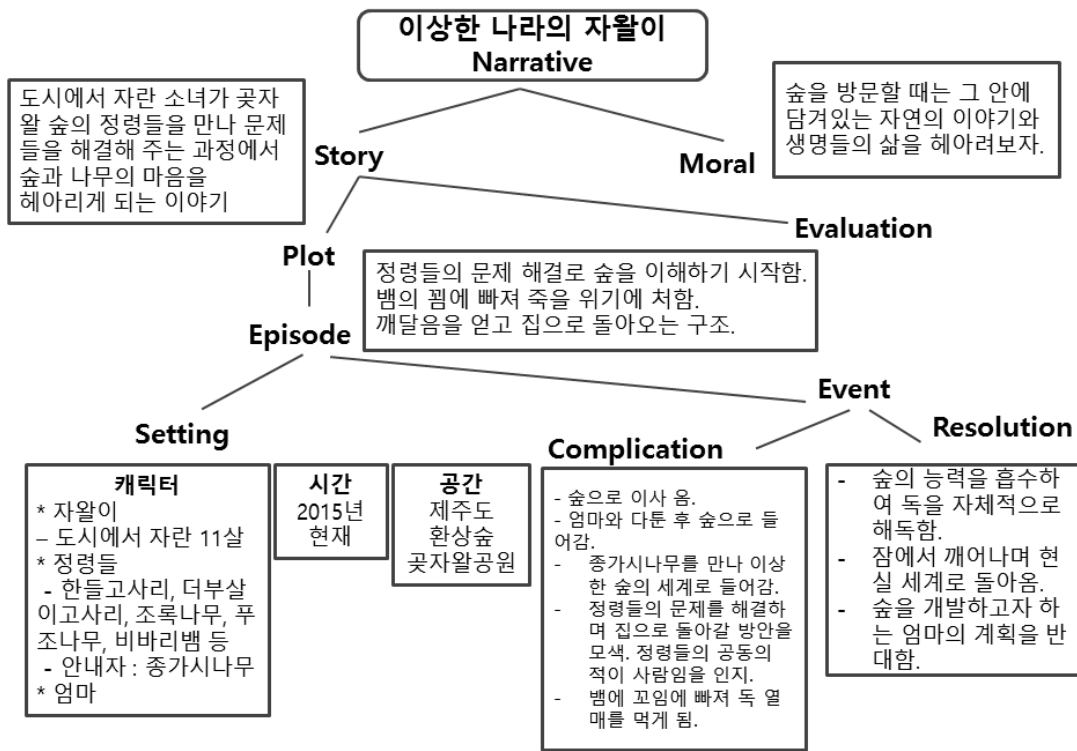 이상한 나라의 자왈이
Narrative
도시에서 자란 소녀가 곶자
왈 숲의 정령들을 만나 문제
들을 해결해 주는 과정에서
숲과 나무의 마음을
헤아리게 되는 이야기
숲을 방문할 때는 그 안에
담겨있는 자연의 이야기와
생명들의 삶을 헤아려보자.
Story
Moral
Plot
Evaluation
정령들의 문제 해결로 숲을 이해하기 시작함.
뱀의 꾐에 빠져 죽을 위기에 처함.
깨달음을 얻고 집으로 돌아오는 구조.
Episode
Event
Setting
Complication
Resolution
캐릭터
* 자왈이
– 도시에서 자란 11살
* 정령들
- 한들고사리, 더부살
이고사리, 조록나무, 푸
조나무, 비바리뱀 등
- 안내자 : 종가시나무
* 엄마
시간
2015년
현재
공간
제주도
환상숲
곶자왈공원
- 숲으로 이사 옴.
- 엄마와 다툰 후 숲으로 들
어감.
- 종가시나무를 만나 이상
한 숲의 세계로 들어감.
- 정령들의 문제를 해결하
며 집으로 돌아갈 방안을
모색. 정령들의 공동의
적이 사람임을 인지.
- 뱀에 꼬임에 빠져 독 열
매를 먹게 됨.
- 숲의 능력을 흡수하
여 독을 자체적으로
해독함.
- 잠에서 깨어나며 현
실 세계로 돌아옴.
- 숲을 개발하고자 하
는 엄마의 계획을 반
대함.